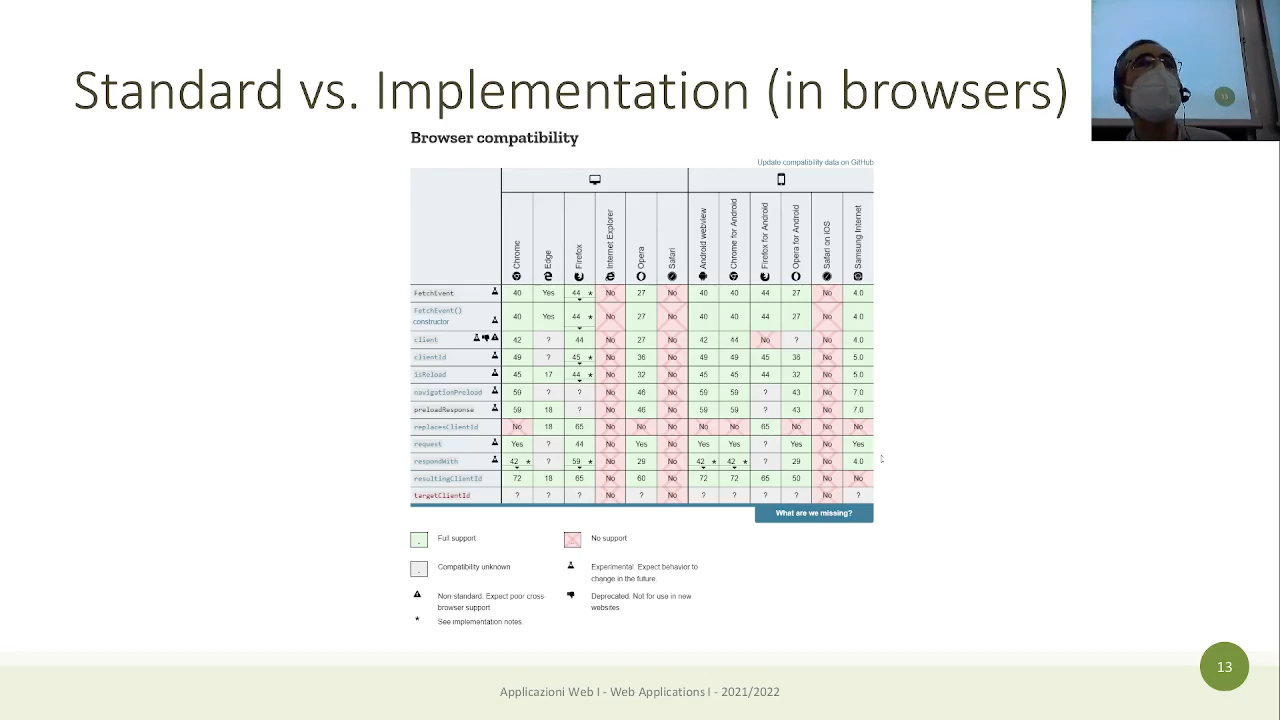 Standard vs. Implementation (in browsers)
13
Browser compatibility
Update compatibility data on GitHub
Chrome Edge Firefox Internet Explorer Opera Safari Android webview Chrome for Android Firefox for Android Opera for Android Safari on iOS Samsung Internet
FetchEvent 40 Yes 44 * No 27 No 40 40 44 27 No 4.0
FetchEvent() constructor 40 Yes 44 * No 27 No 40 40 44 27 No 4.0
client 42 ? 44 No 27 No 42 44 No ? No 4.0
clientId 49 ? 45 * No 36 No 49 49 45 36 No 5.0
isReload 45 17 44 * No 32 No 45 45 44 32 No 5.0
navigationPreload 59 ? ? No 46 No 59 59 ? 43 No 7.0
preloadResponse 59 18 ? No 46 No 59 59 ? 43 No 7.0
replacesClientId No 18 65 No No No No No 65 No No No
request Yes ? 44 No Yes No Yes Yes ? Yes No Yes
respondWith 42 * ? 59 * No 29 No 42 * 42 * ? 29 No 4.0
resultingClientId 72 18 65 No 60 No 72 72 65 50 No No
targetClientId ? ? ? No ? No ? ? ? ? No ?
What are we missing?
Full support
No support
Compatibility unknown
Experimental. Expect behavior to
change in the future.
Non-standard. Expect poor cross-
browser support.
Deprecated. Not for use in new
websites.
* See implementation notes.
13
Applicazioni Web I - Web Applications I - 2021/2022